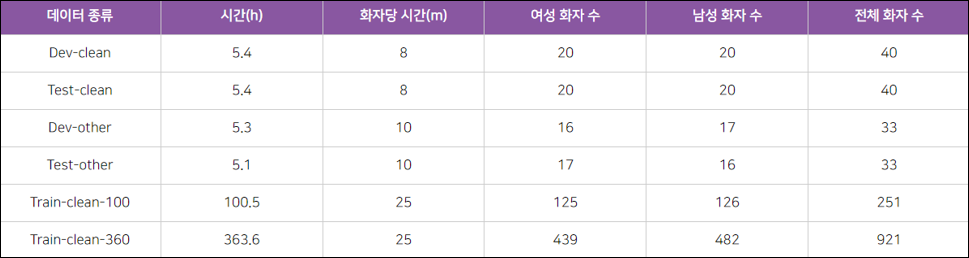 데이터 종류 시간(h) 화자당 시간(m) 여성 화자 수 남성 화자 수 전체 화자 수
Dev-clean 5.4 8 20 20 40
Test-clean 5.4 8 20 20 40
Dev-other 5.3 10 16 17 33
Test-other 5.1 10 17 16 33
Train-clean-100 100.5 25 125 126 251
Train-clean-360 363.6 25 439 482 921